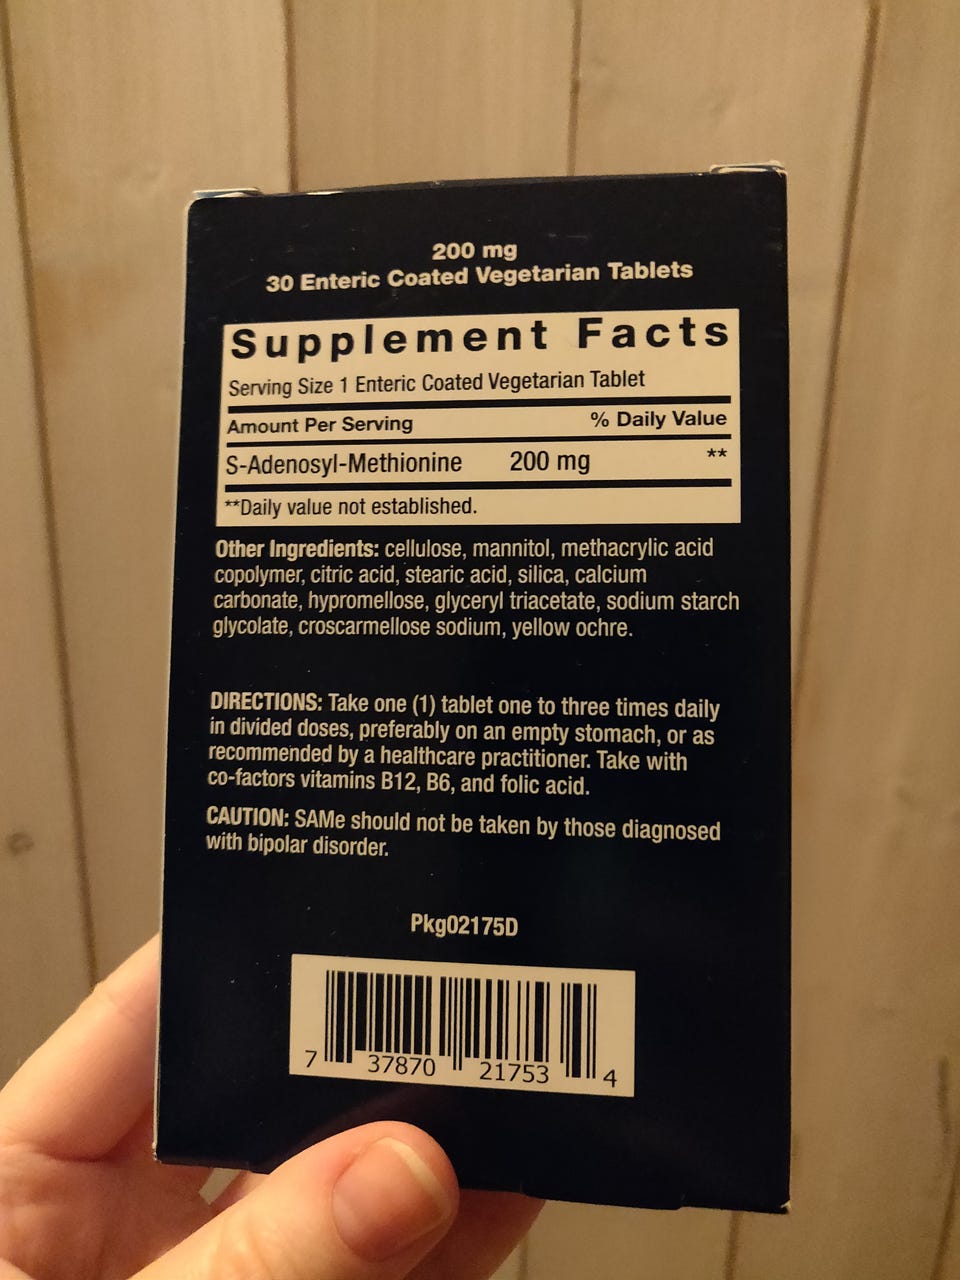 200 mg
30 Enteric Coated Vegetarian Tablets
Supplement Facts
Serving Size 1 Enteric Coated Vegetarian Tablet
Amount Per Serving % Daily Value
S-Adenosyl-Methionine 200 mg **
**Daily value not established.
Other Ingredients: cellulose, mannitol, methacrylic acid
copolymer, citric acid, stearic acid, silica, calcium
carbonate, hypromellose, glyceryl triacetate, sodium starch
glycolate, croscarmellose sodium, yellow ochre.
DIRECTIONS: Take one (1) tablet one to three times daily
in divided doses, preferably on an empty stomach, or as
recommended by a healthcare practitioner. Take with
co-factors vitamins B12, B6, and folic acid.
CAUTION: SAMe should not be taken by those diagnosed
with bipolar disorder.
Pkg02175D
7 37870 21753 4